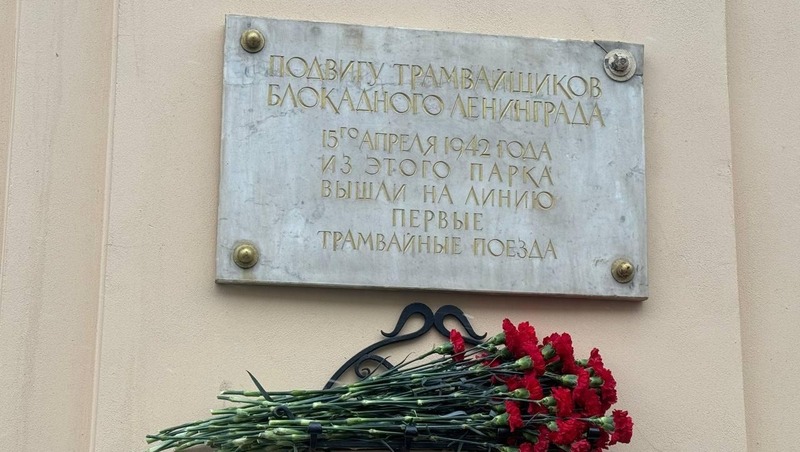 ПОДВИГУ ТРАМВАЙЩИКОВ
БЛОКАДНОГО ЛЕНИНГРАДА
15ГО АПРЕЛЯ 1942 ГОДА
ИЗ ЭТОГО ПАРКА
ВЫШЛИ НА ЛИНИЮ
ПЕРВЫЕ
ТРАМВАЙНЫЕ ПОЕЗДА